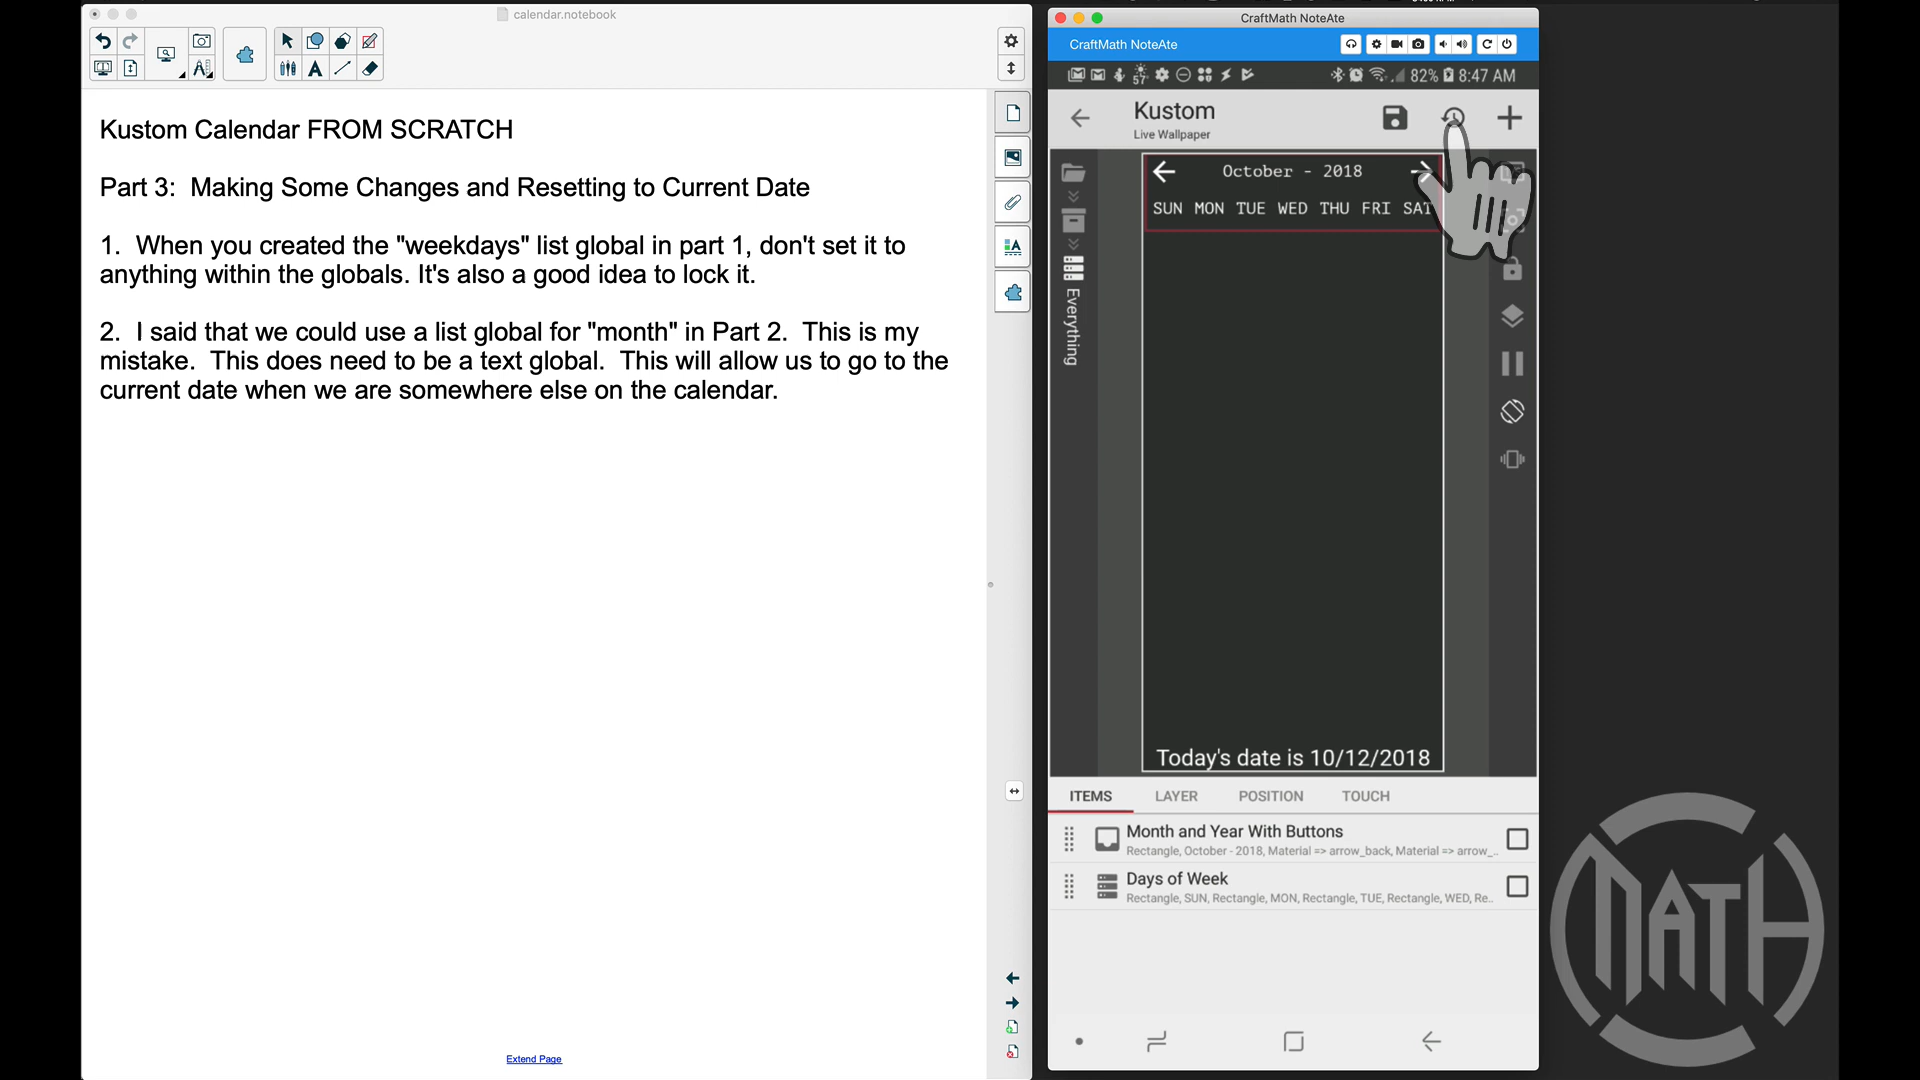 calendar.notebook
Kustom Calendar FROM SCRATCH
Part 3:  Making Some Changes and Resetting to Current Date
1.  When you created the "weekdays" list global in part 1, don't set it to
anything within the globals. It's also a good idea to lock it.
2.  I said that we could use a list global for "month" in Part 2.  This is my
mistake.  This does need to be a text global.  This will allow us to go to the
current date when we are somewhere else on the calendar.
Extend Page
CraftMath NoteAte
CraftMath NoteAte
57 82% 8:47 AM
Kustom
Live Wallpaper
October - 2018
SUN MON TUE WED THU FRI SAT
Everything
Today's date is 10/12/2018
ITEMS LAYER POSITION TOUCH
Month and Year With Buttons
Rectangle, October - 2018, Material => arrow_back, Material => arrow_..
Days of Week
Rectangle, SUN, Rectangle, MON, Rectangle, TUE, Rectangle, WED, Re..
MATH